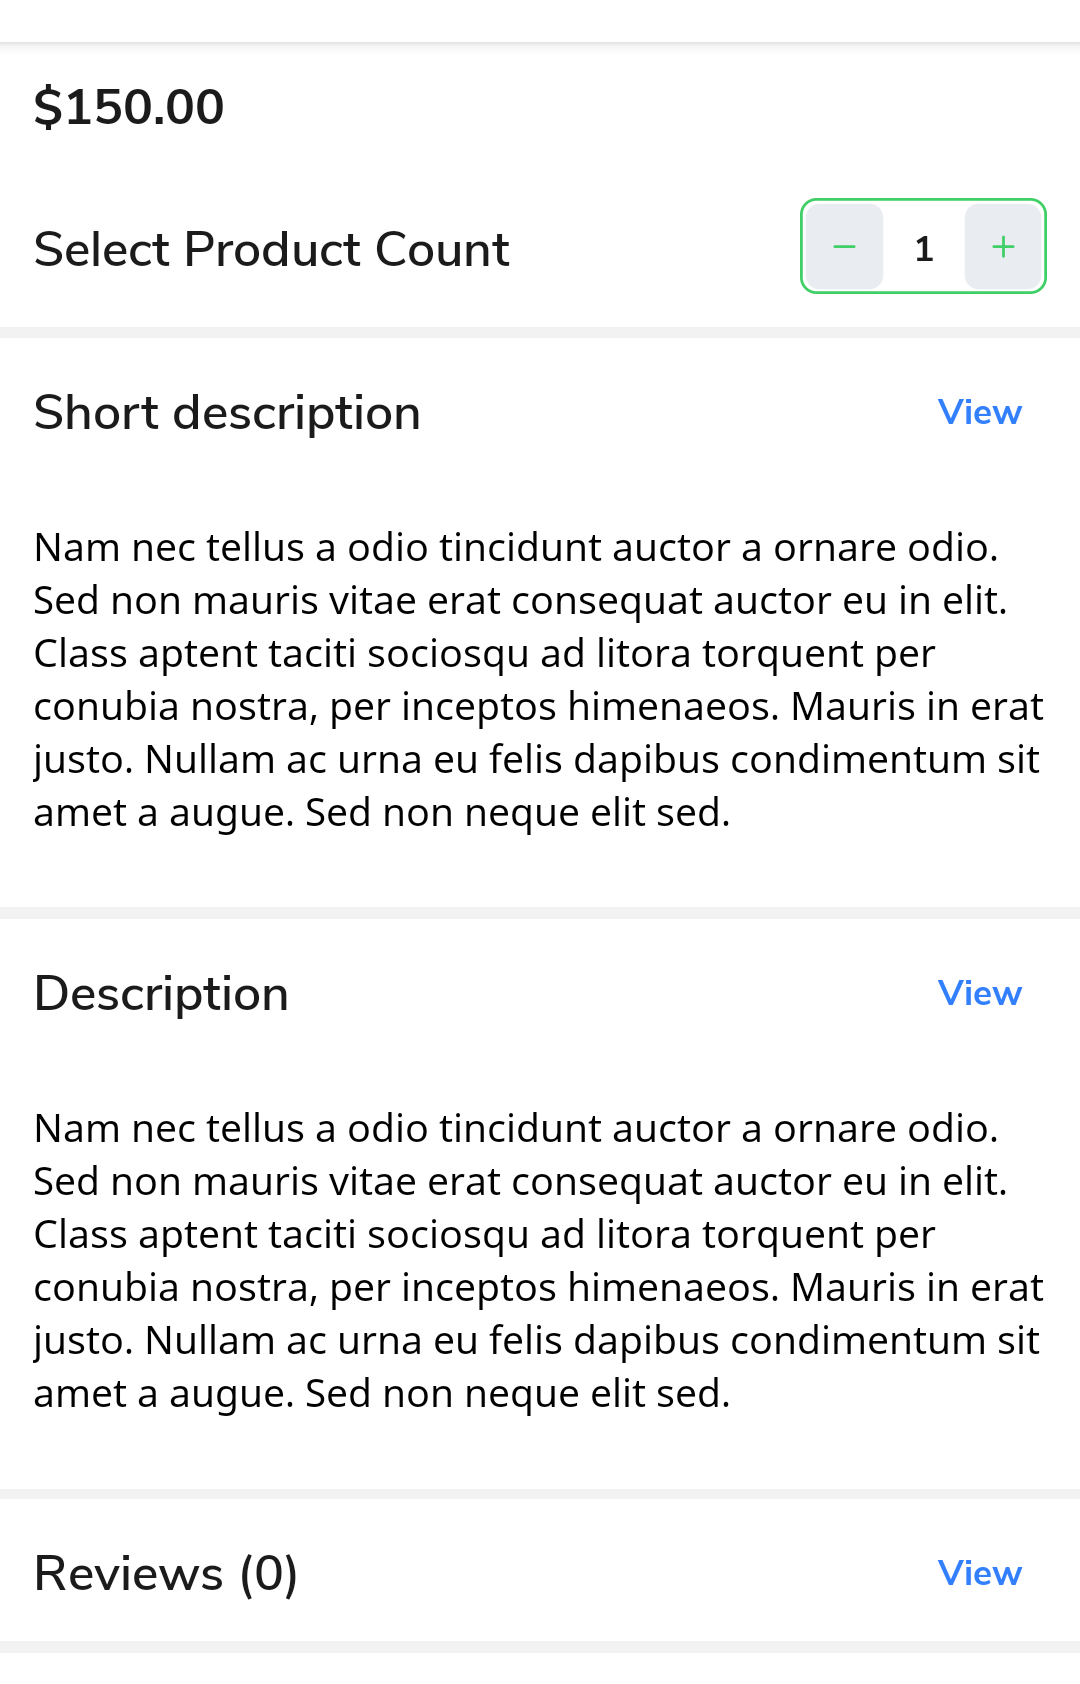 $150.00
Select Product Count
− 1 +
Short description View
Nam nec tellus a odio tincidunt auctor a ornare odio.
Sed non mauris vitae erat consequat auctor eu in elit.
Class aptent taciti sociosqu ad litora torquent per
conubia nostra, per inceptos himenaeos. Mauris in erat
justo. Nullam ac urna eu felis dapibus condimentum sit
amet a augue. Sed non neque elit sed.
Description View
Nam nec tellus a odio tincidunt auctor a ornare odio.
Sed non mauris vitae erat consequat auctor eu in elit.
Class aptent taciti sociosqu ad litora torquent per
conubia nostra, per inceptos himenaeos. Mauris in erat
justo. Nullam ac urna eu felis dapibus condimentum sit
amet a augue. Sed non neque elit sed.
Reviews (0) View